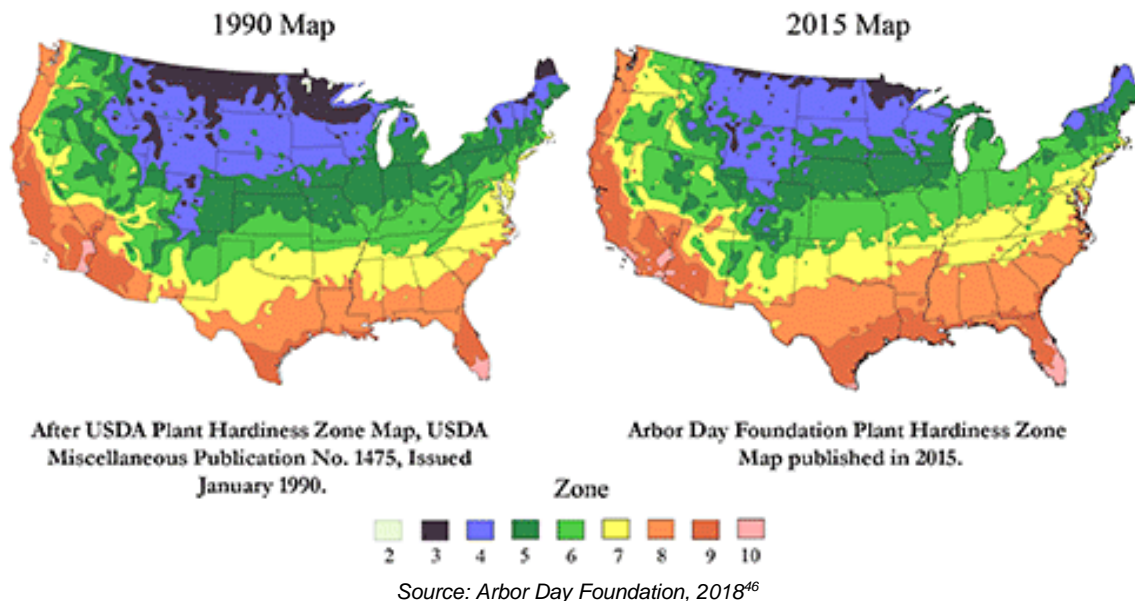 1990 Map
2015 Map
After USDA Plant Hardiness Zone Map, USDA
Miscellaneous Publication No. 1475, Issued
January 1990.
Arbor Day Foundation Plant Hardiness Zone
Map published in 2015.
Zone
2 3 4 5 6 7 8 9 10
Source: Arbor Day Foundation, 2018⁴⁶